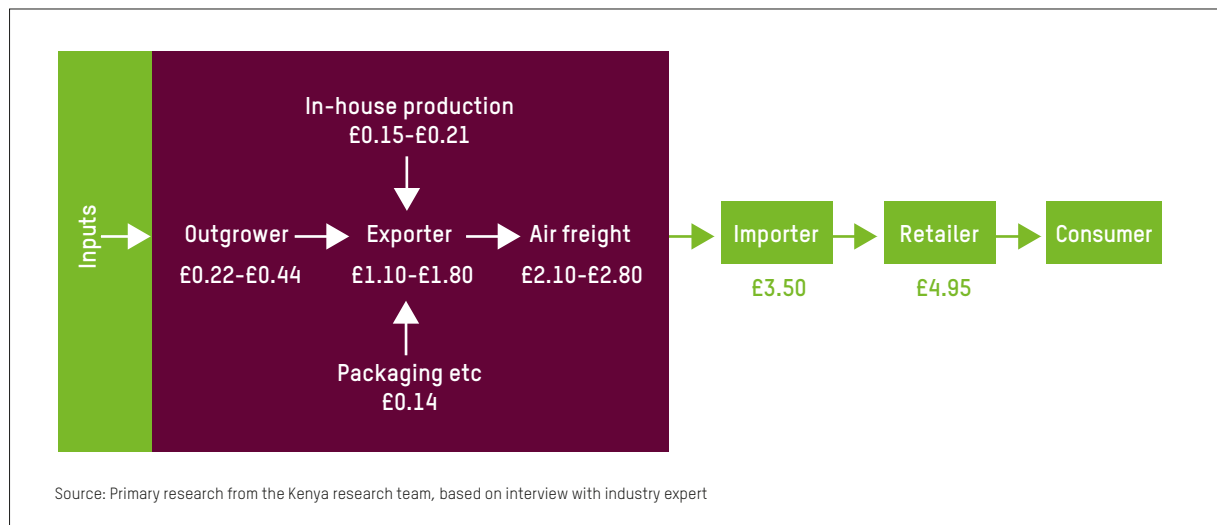 Inputs
In-house production
£0.15-£0.21
Outgrower
£0.22-£0.44
Exporter
£1.10-£1.80
Air freight
£2.10-£2.80
Packaging etc
£0.14
Importer
£3.50
Retailer
£4.95
Consumer
Source: Primary research from the Kenya research team, based on interview with industry expert